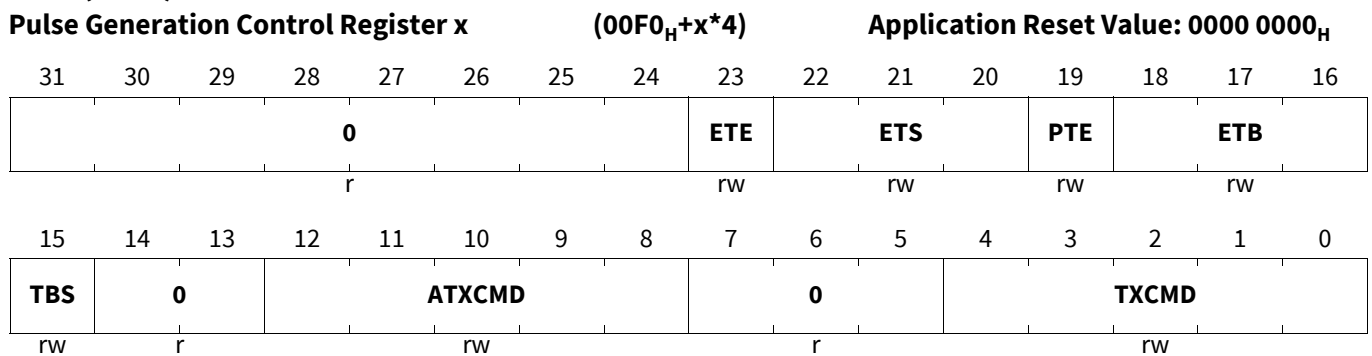 Pulse Generation Control Register x (00F0H+x*4) Application Reset Value: 0000 0000H
31 30 29 28 27 26 25 24 23 22 21 20 19 18 17 16
0 ETE ETS PTE ETB
r rw rw rw rw
15 14 13 12 11 10 9 8 7 6 5 4 3 2 1 0
TBS 0 ATXCMD 0 TXCMD
rw r rw r rw